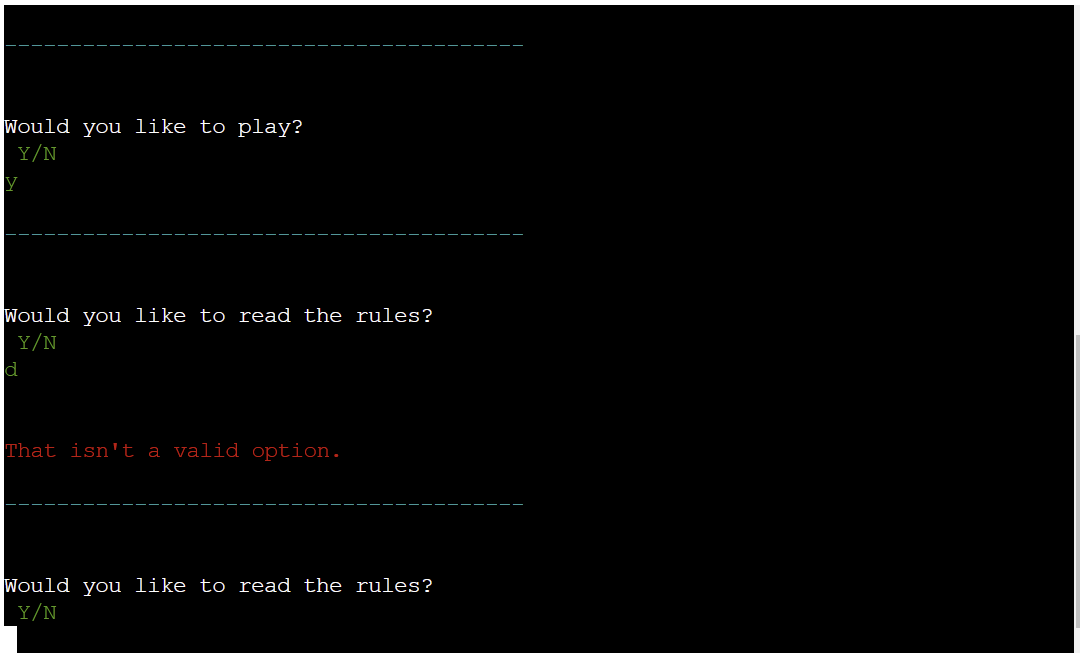 ----------------------------------------
Would you like to play?
Y/N
y
----------------------------------------
Would you like to read the rules?
Y/N
d
That isn't a valid option.
----------------------------------------
Would you like to read the rules?
Y/N